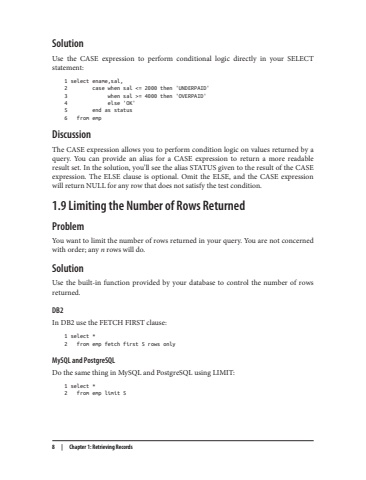 Solution
Use the CASE expression to perform conditional logic directly in your SELECT
statement:
1 select ename,sal,
2        case when sal <= 2000 then 'UNDERPAID'
3             when sal >= 4000 then 'OVERPAID'
4             else 'OK'
5        end as status
6   from emp
Discussion
The CASE expression allows you to perform condition logic on values returned by a
query. You can provide an alias for a CASE expression to return a more readable
result set. In the solution, you'll see the alias STATUS given to the result of the CASE
expression. The ELSE clause is optional. Omit the ELSE, and the CASE expression
will return NULL for any row that does not satisfy the test condition.
1.9 Limiting the Number of Rows Returned
Problem
You want to limit the number of rows returned in your query. You are not concerned
with order; any n rows will do.
Solution
Use the built-in function provided by your database to control the number of rows
returned.
DB2
In DB2 use the FETCH FIRST clause:
1 select *
2   from emp fetch first 5 rows only
MySQL and PostgreSQL
Do the same thing in MySQL and PostgreSQL using LIMIT:
1 select *
2   from emp limit 5
8 | Chapter 1: Retrieving Records